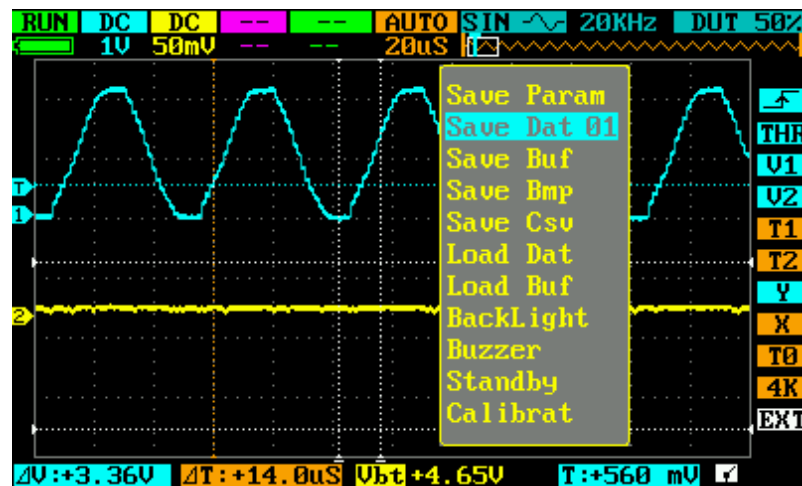 RUN DC DC -- -- AUTO SIN 20KHz DUT 50%
1V 50mV -- -- 20uS
Save Param
Save Dat 01
Save Buf
Save Bmp
Save Csv
Load Dat
Load Buf
BackLight
Buzzer
Standby
Calibrat
THR
V1
V2
T1
T2
Y
X
T0
4K
EXT
T
1
2
⊿V:+3.36V ⊿T:+14.0uS Vbt +4.65V T:+560 mV